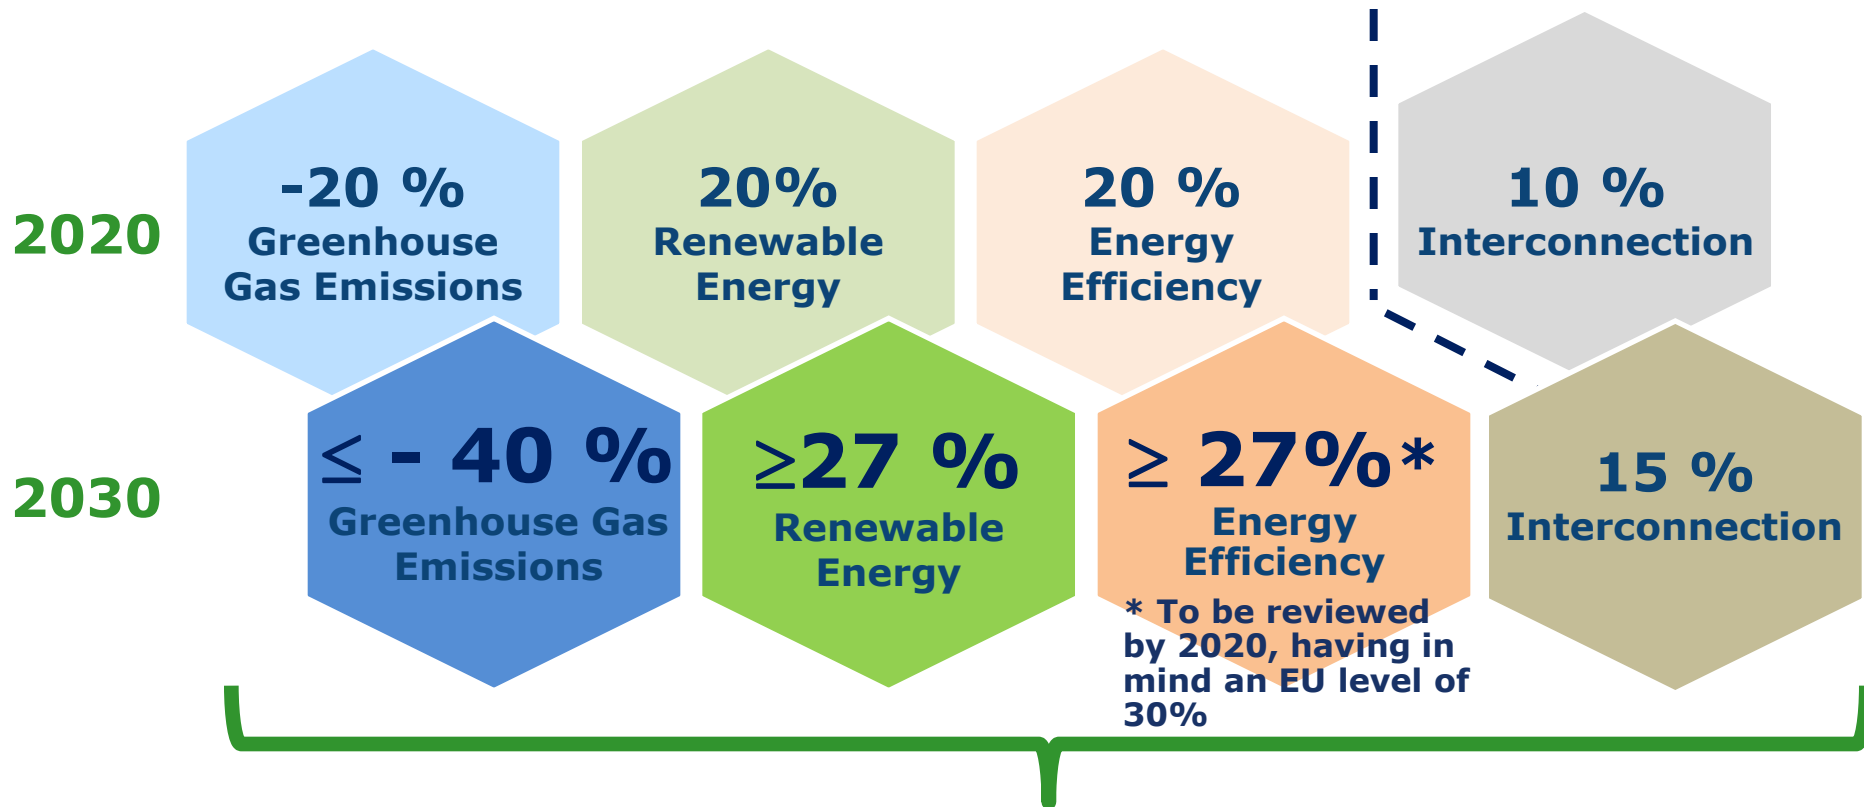 2020
-20 %
Greenhouse
Gas Emissions
20%
Renewable
Energy
20 %
Energy
Efficiency
10 %
Interconnection
2030
≤ - 40 %
Greenhouse Gas
Emissions
≥27 %
Renewable
Energy
≥ 27%*
Energy
Efficiency
* To be reviewed
by 2020, having in
mind an EU level of
30%
15 %
Interconnection